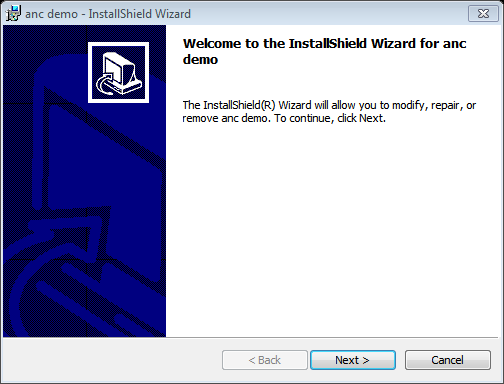 anc demo - InstallShield Wizard
Welcome to the InstallShield Wizard for anc
demo
The InstallShield(R) Wizard will allow you to modify, repair, or
remove anc demo. To continue, click Next.
< Back
Next >
Cancel